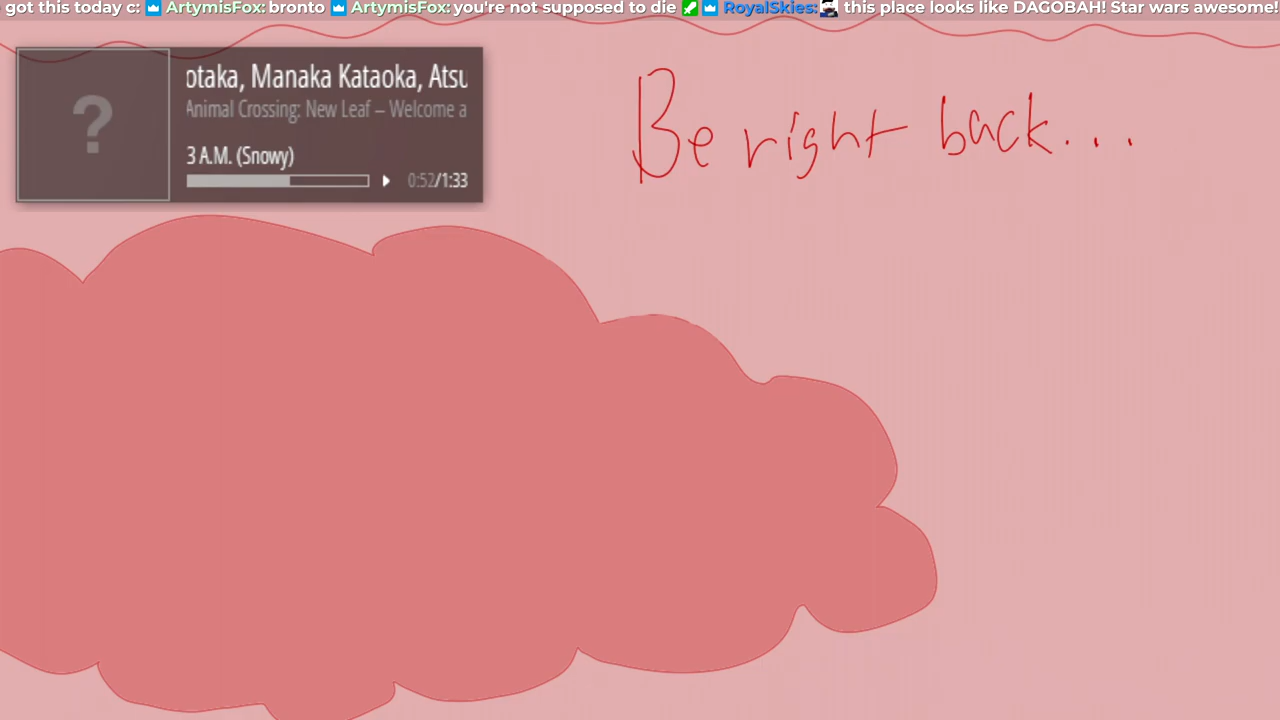 got this today c: ArtymisFox: bronto ArtymisFox: you're not supposed to die RoyalSkies: this place looks like DAGOBAH! Star wars awesome!
otaka, Manaka Kataoka, Atsu
Animal Crossing: New Leaf – Welcome a
3 A.M. (Snowy)
0:52/1:33
?
Be right back...